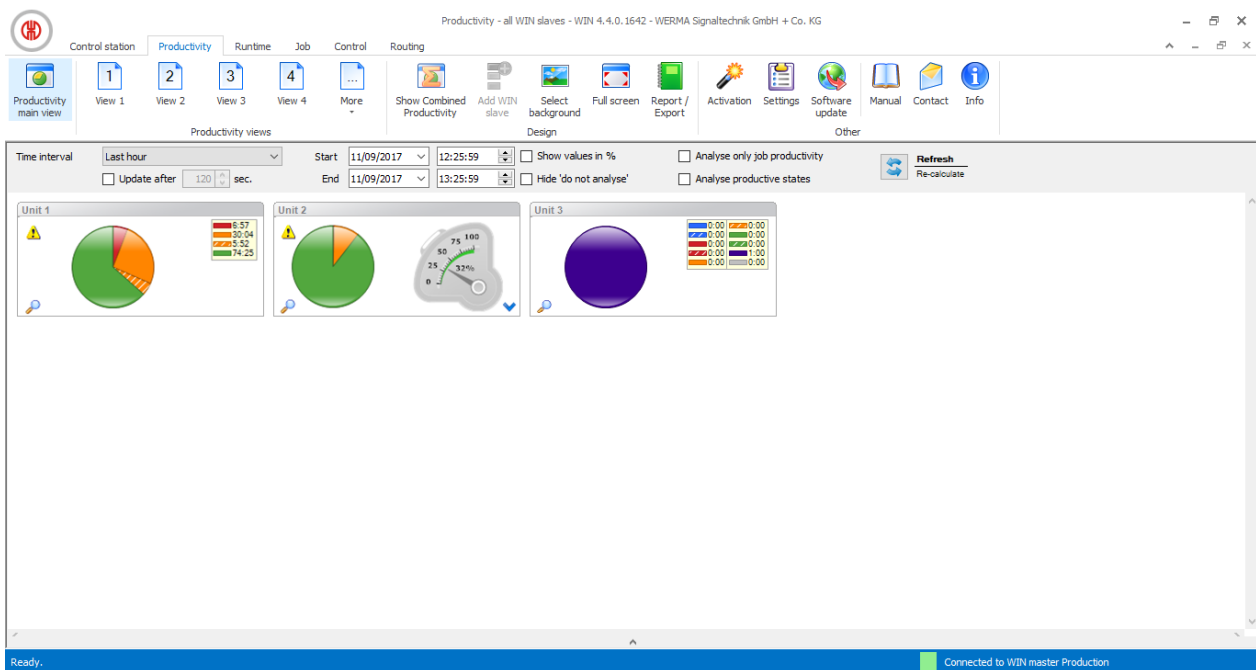 Productivity - all WIN slaves - WIN 4.4.0.1642 - WERMA Signaltechnik GmbH + Co. KG
Control station Productivity Runtime Job Control Routing
1 2 3 4 ...
Productivity main view View 1 View 2 View 3 View 4 More Show Combined Productivity Add WIN slave Select background Full screen Report / Export Activation Settings Software update Manual Contact Info
Productivity views Design Other
Time interval Last hour Start 11/09/2017 12:25:59 Show values in % Analyse only job productivity Refresh
Update after 120 sec. End 11/09/2017 13:25:59 Hide 'do not analyse' Analyse productive states Re-calculate
Unit 1
6:57
30:04
5:52
74:25
Unit 2
0 25 50 75 100
32%
Unit 3
0:00 0:00
0:00 0:00
0:00 0:00
0:00 1:00
0:00 0:00
Ready. Connected to WIN master Production